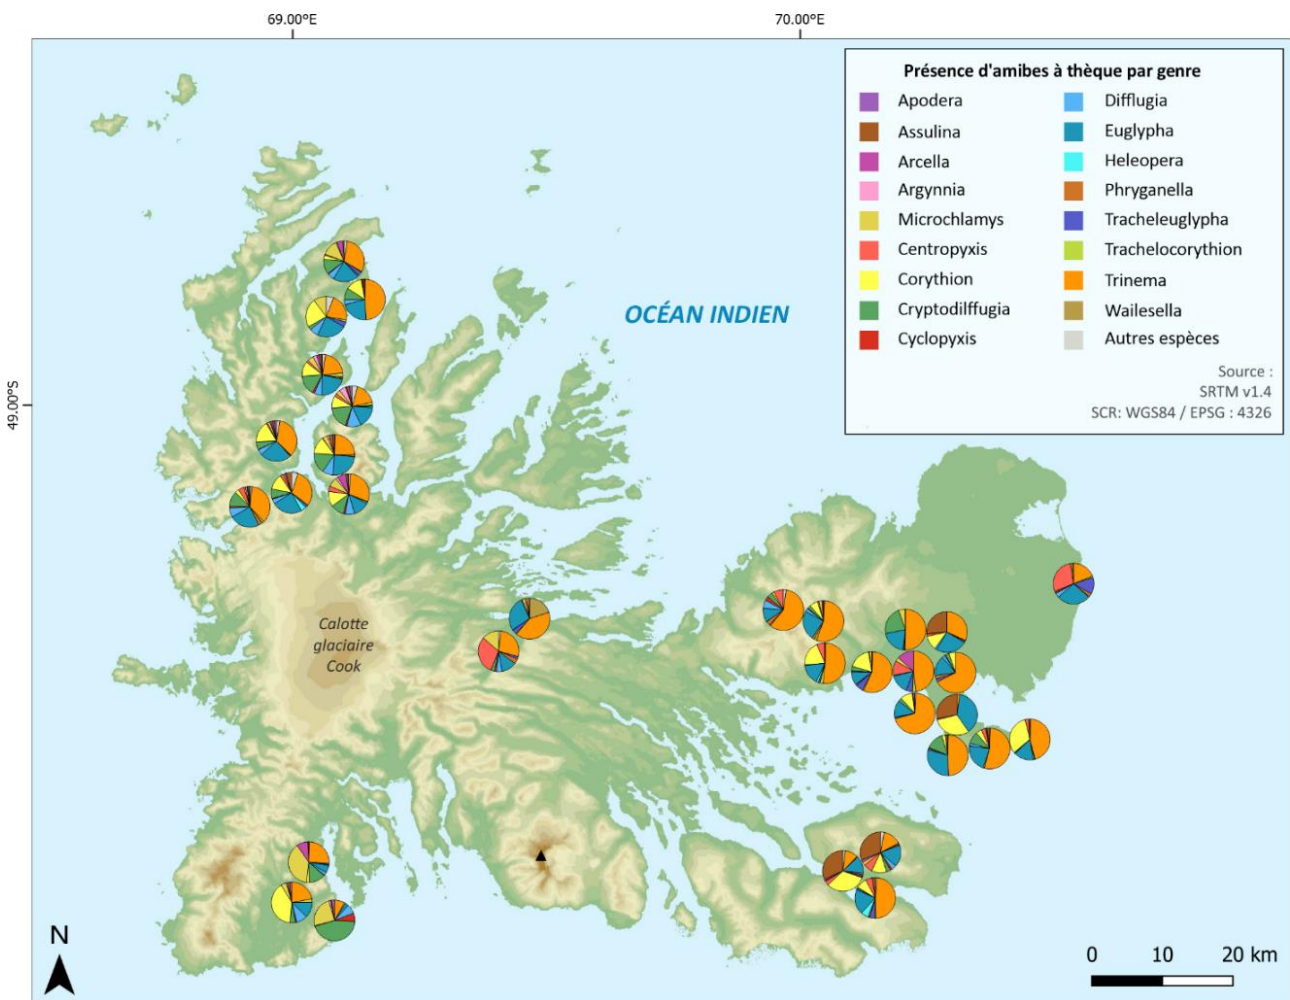 69.00°E
70.00°E
49.00°S
Présence d'amibes à thèque par genre
Apodera
Assulina
Arcella
Argynnia
Microchlamys
Centropyxis
Corythion
Cryptodilffugia
Cyclopyxis
Difflugia
Euglypha
Heleopera
Phryganella
Tracheleuglypha
Trachelocorythion
Trinema
Wailesella
Autres espèces
Source :
SRTM v1.4
SCR: WGS84 / EPSG : 4326
OCÉAN INDIEN
Calotte
glaciaire
Cook
N
0 10 20 km